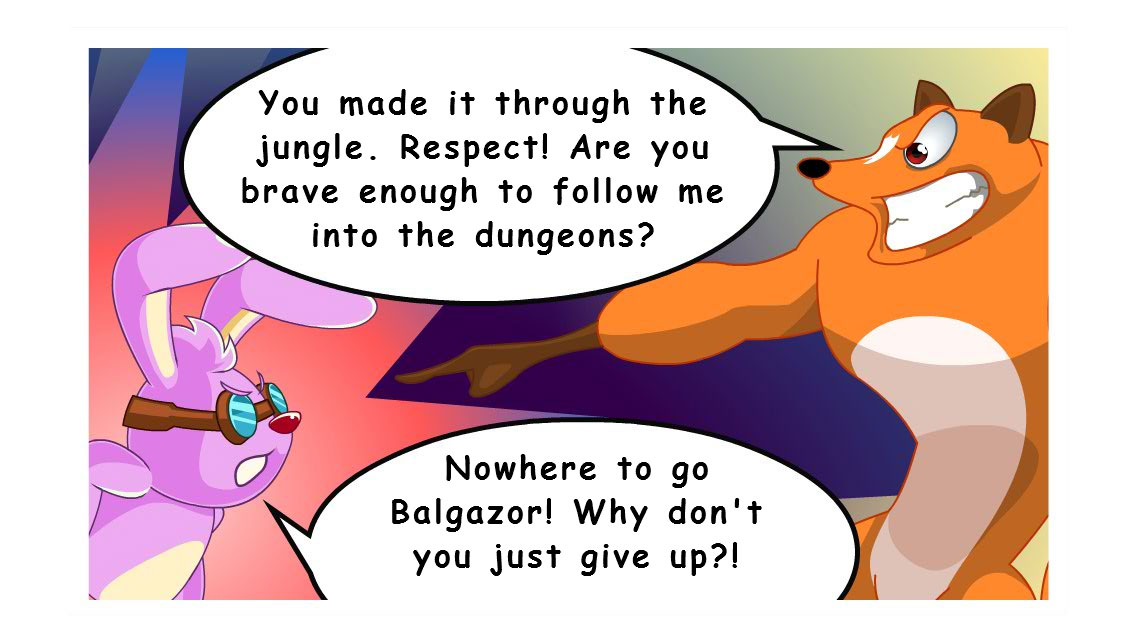 You made it through the
jungle. Respect! Are you
brave enough to follow me
into the dungeons?
Nowhere to go
Balgazor! Why don't
you just give up?!